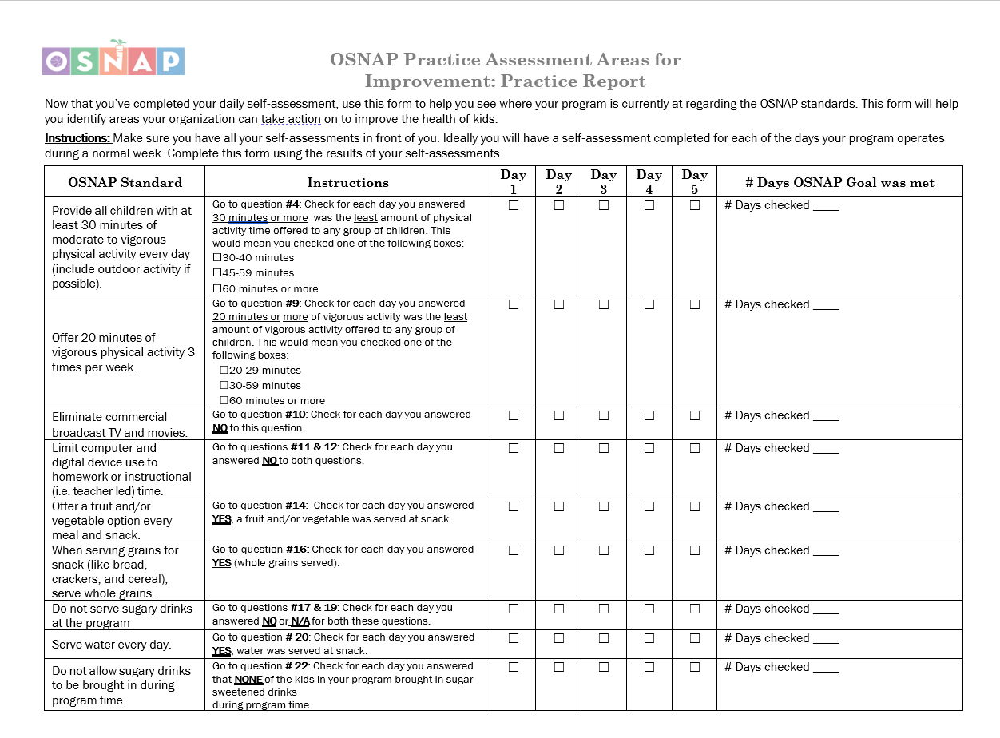 OSNAP
OSNAP Practice Assessment Areas for
Improvement: Practice Report
Now that you've completed your daily self-assessment, use this form to help you see where your program is currently at regarding the OSNAP standards. This form will help
you identify areas your organization can take action on to improve the health of kids.
Instructions: Make sure you have all your self-assessments in front of you. Ideally you will have a self-assessment completed for each of the days your program operates
during a normal week. Complete this form using the results of your self-assessments.
OSNAP Standard
Instructions
Day
1
Day
2
Day
3
Day
4
Day
5
# Days OSNAP Goal was met
Provide all children with at
least 30 minutes of
moderate to vigorous
physical activity every day
(include outdoor activity if
possible).
Go to question #4: Check for each day you answered
30 minutes or more was the least amount of physical
activity time offered to any group of children. This
would mean you checked one of the following boxes:
☐30-40 minutes
☐45-59 minutes
☐60 minutes or more
☐ ☐ ☐ ☐ ☐
# Days checked ____
Offer 20 minutes of
vigorous physical activity 3
times per week.
Go to question #9: Check for each day you answered
20 minutes or more of vigorous activity was the least
amount of vigorous activity offered to any group of
children. This would mean you checked one of the
following boxes:
☐20-29 minutes
☐30-59 minutes
☐60 minutes or more
☐ ☐ ☐ ☐ ☐
# Days checked ____
Eliminate commercial
broadcast TV and movies.
Go to question #10: Check for each day you answered
NO to this question.
☐ ☐ ☐ ☐ ☐
# Days checked ____
Limit computer and
digital device use to
homework or instructional
(i.e. teacher led) time.
Go to questions #11 & 12: Check for each day you
answered NO to both questions.
☐ ☐ ☐ ☐ ☐
# Days checked ____
Offer a fruit and/or
vegetable option every
meal and snack.
Go to question #14: Check for each day you answered
YES, a fruit and/or vegetable was served at snack.
☐ ☐ ☐ ☐ ☐
# Days checked ____
When serving grains for
snack (like bread,
crackers, and cereal),
serve whole grains.
Go to question #16: Check for each day you answered
YES (whole grains served).
☐ ☐ ☐ ☐ ☐
# Days checked ____
Do not serve sugary drinks
at the program
Go to questions #17 & 19: Check for each day you
answered NO or N/A for both these questions.
☐ ☐ ☐ ☐ ☐
# Days checked ____
Serve water every day.
Go to question # 20: Check for each day you answered
YES, water was served at snack.
☐ ☐ ☐ ☐ ☐
# Days checked ____
Do not allow sugary drinks
to be brought in during
program time.
Go to question # 22: Check for each day you answered
that NONE of the kids in your program brought in sugar
sweetened drinks
during program time.
☐ ☐ ☐ ☐ ☐
# Days checked ____